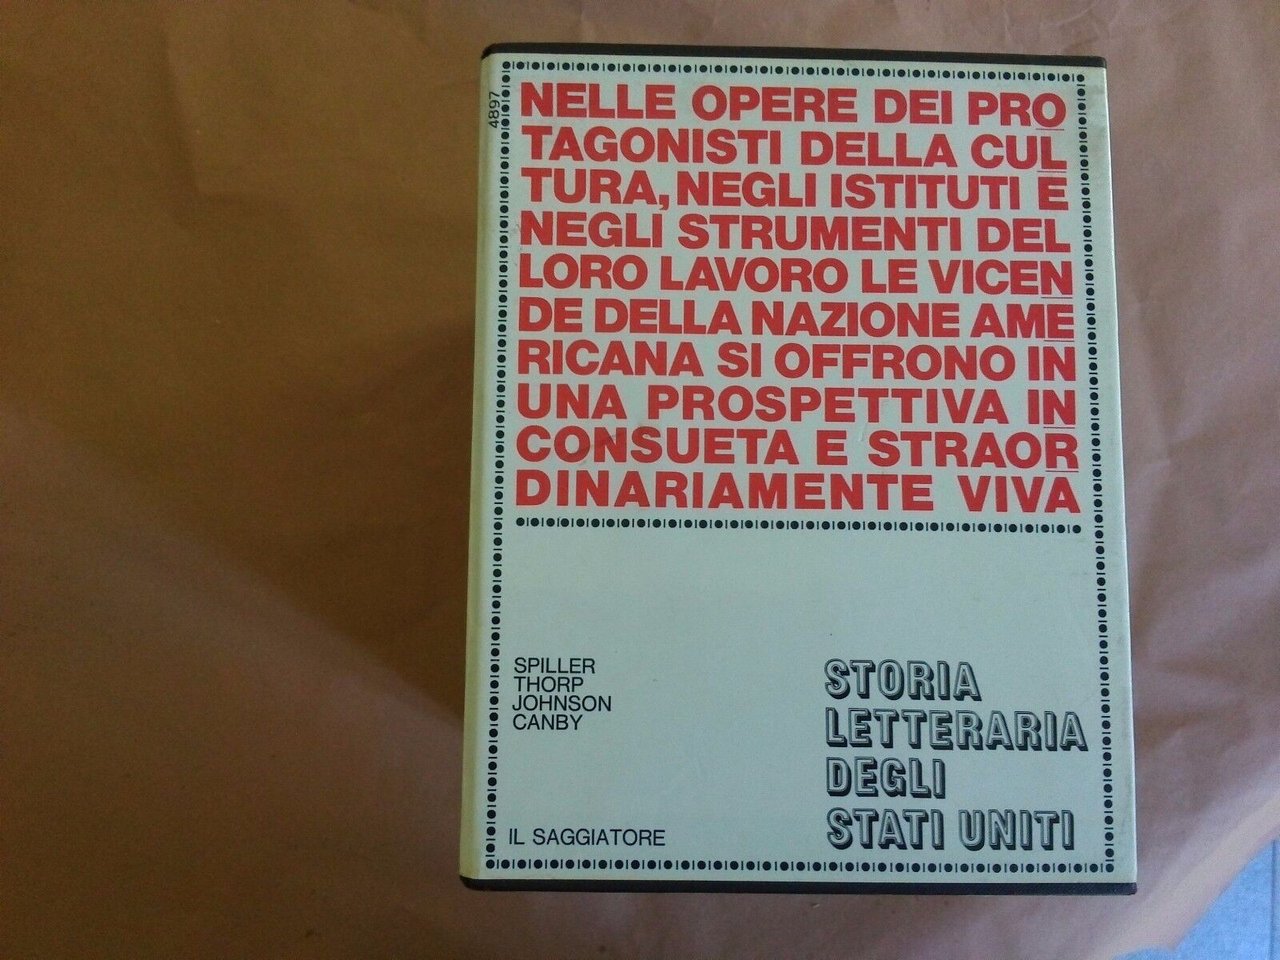 4897
NELLE OPERE DEI PRO
TAGONISTI DELLA CUL
TURA, NEGLI ISTITUTI E
NEGLI STRUMENTI DEL
LORO LAVORO LE VICEN
DE DELLA NAZIONE AME
RICANA SI OFFRONO IN
UNA PROSPETTIVA IN
CONSUETA E STRAOR
DINARIAMENTE VIVA
SPILLER
THORP
JOHNSON
CANBY
STORIA
LETTERARIA
DEGLI
STATI UNITI
IL SAGGIATORE